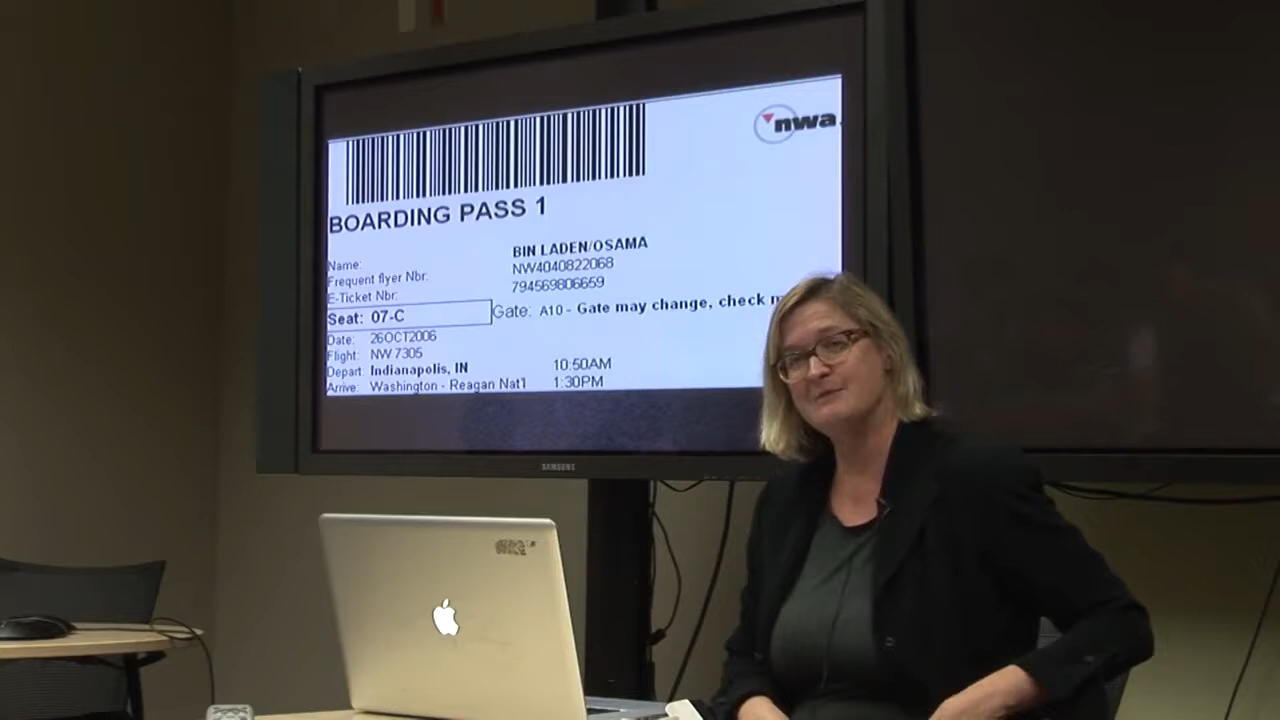 nwa.
BOARDING PASS 1
BIN LADEN/OSAMA
Name:
NW4040822068
Frequent flyer Nbr:
794569806659
E-Ticket Nbr:
Seat: 07-C
Gate: A10 - Gate may change, check
Date: 26OCT2006
Flight: NW 7305
Depart: Indianapolis, IN 10:50AM
Arrive: Washington - Reagan Nat'l 1:30PM
SAMSUNG